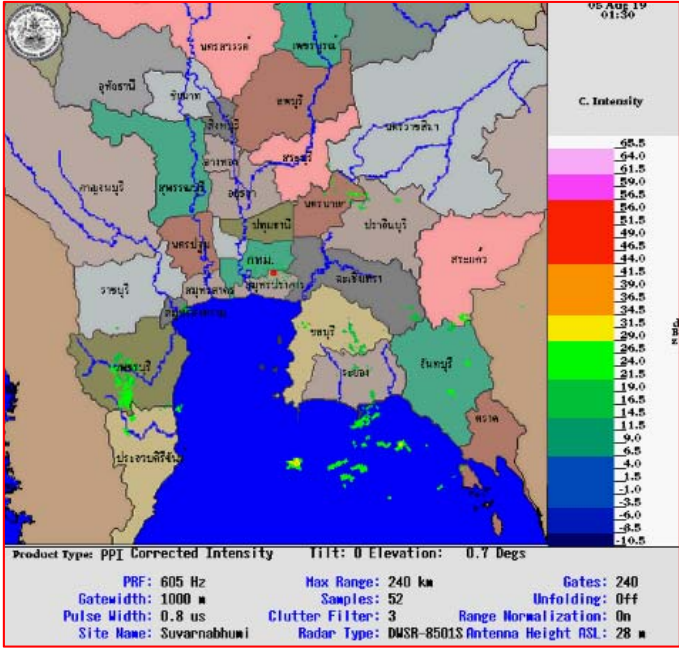 05 Aug 19
01:30
C. Intensity
65.5
64.0
61.5
59.0
56.5
56.0
51.5
49.0
46.5
44.0
41.5
39.0
36.5
34.0
31.5
29.0
26.5
24.0
21.5
19.0
16.5
14.0
11.5
9.0
6.5
4.0
1.5
-1.0
-3.5
-6.0
-8.5
-10.5
นครสวรรค์
เพชรบูรณ์
อุทัยธานี
ชัยนาท
ลพบุรี
สิงห์บุรี
นครราชสีมา
อ่างทอง
สระบุรี
กาญจนบุรี
สุพรรณบุรี
อยุธยา
นครนายก
ปราจีนบุรี
ปทุมธานี
นครปฐม
กทม.
สระแก้ว
ราชบุรี
สมุทรสาคร
สมุทรปราการ
ฉะเชิงเทรา
ชลบุรี
เพชรบุรี
ระยอง
จันทบุรี
ตราด
ประจวบคีรีขันธ์
Product Type: PPI Corrected Intensity Tilt: 0 Elevation: 0.7 Degs
PRF: 605 Hz Max Range: 240 km Gates: 240
Gatewidth: 1000 m Samples: 52 Unfolding: Off
Pulse Width: 0.8 us Clutter Filter: 3 Range Normalization: On
Site Name: Suvarnabhumi Radar Type: DWSR-8501S Antenna Height ASL: 28 m